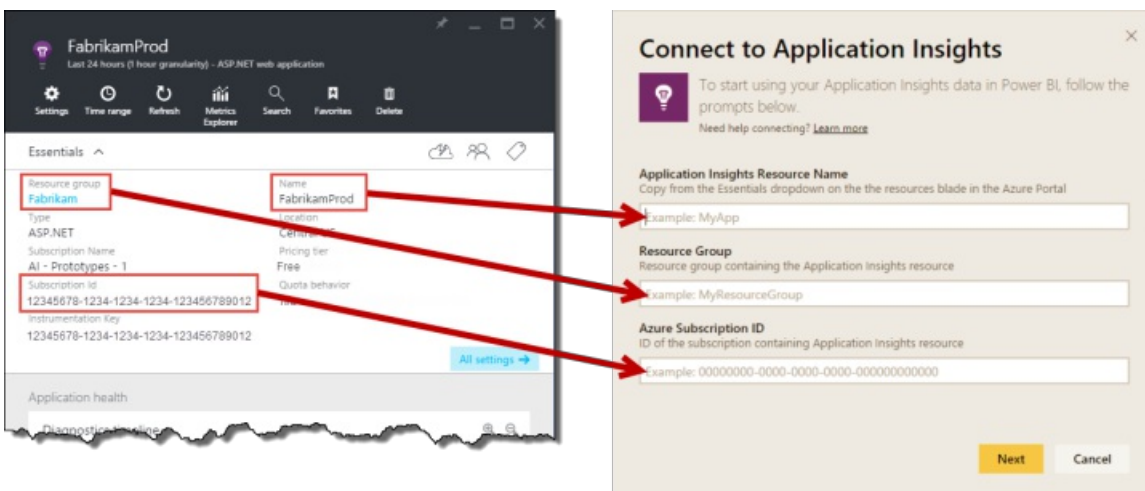 FabrikamProd
Last 24 hours (1 hour granularity) - ASP.NET web application
Settings
Time range
Refresh
Metrics Explorer
Search
Favorites
Delete
Essentials
Resource group
Fabrikam
Type
ASP.NET
Subscription Name
AI - Prototypes - 1
Subscription Id
12345678-1234-1234-1234-123456789012
Instrumentation Key
12345678-1234-1234-1234-123456789012
Name
FabrikamProd
Location
Pricing tier
Free
Quota behavior
All settings
Application health
Diagnostics timeline
Connect to Application Insights
To start using your Application Insights data in Power BI, follow the
prompts below.
Need help connecting? Learn more
Application Insights Resource Name
Copy from the Essentials dropdown on the the resources blade in the Azure Portal
Example: MyApp
Resource Group
Resource group containing the Application Insights resource
Example: MyResourceGroup
Azure Subscription ID
ID of the subscription containing Application Insights resource
Example: 00000000-0000-0000-0000-000000000000
Next
Cancel